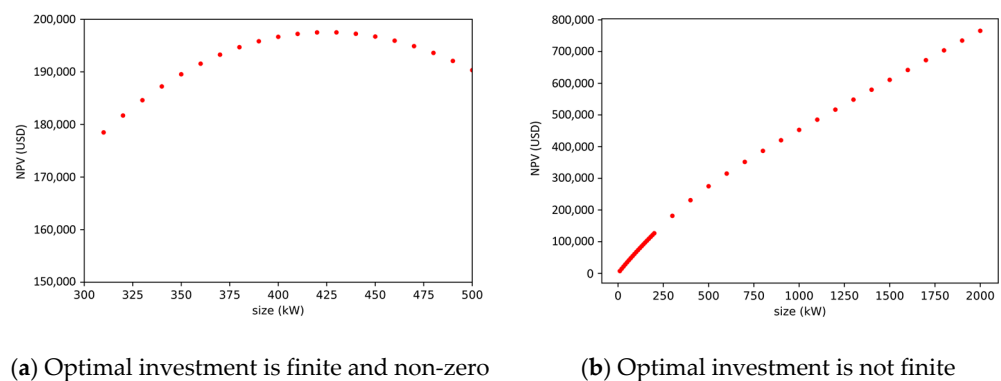 200,000
190,000
180,000
170,000
160,000
150,000
NPV (USD)
300 325 350 375 400 425 450 475 500
size (kW)
800,000
700,000
600,000
500,000
400,000
300,000
200,000
100,000
0
NPV (USD)
0 250 500 750 1000 1250 1500 1750 2000
size (kW)
(a) Optimal investment is finite and non-zero
(b) Optimal investment is not finite